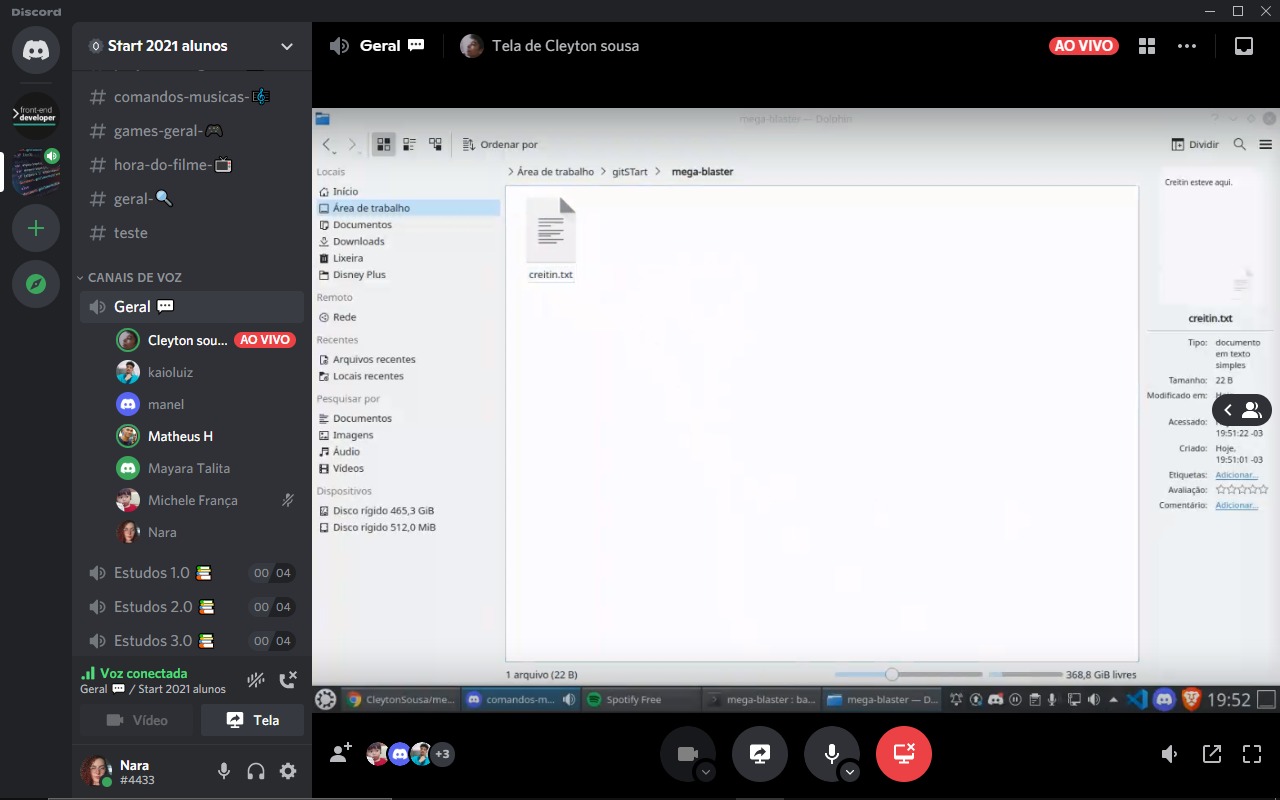 Discord
Start 2021 alunos
Geral
Tela de Cleyton sousa
AO VIVO
front-end
developer
comandos-musicas-
games-geral-
hora-do-filme-
geral-
teste
CANAIS DE VOZ
Geral
Cleyton sou... AO VIVO
kaioluiz
manel
Matheus H
Mayara Talita
Michele França
Nara
Estudos 1.0 00 04
Estudos 2.0 00 04
Estudos 3.0 00 04
Voz conectada
Geral / Start 2021 alunos
Vídeo
Tela
Nara
#4433
mega-blaster — Dolphin
Ordenar por
Dividir
Locais
Início
Área de trabalho
Documentos
Downloads
Lixeira
Disney Plus
Remoto
Rede
Recentes
Arquivos recentes
Locais recentes
Pesquisar por
Documentos
Imagens
Áudio
Vídeos
Dispositivos
Disco rígido 465,3 GiB
Disco rígido 512,0 MiB
Área de trabalho > gitSTart > mega-blaster
creitin.txt
1 arquivo (22 B)
368,8 GiB livres
Creitin esteve aqui.
creitin.txt
Tipo: documento
em texto
simples
Tamanho: 22 B
Modificado em:
Acessado:
19:51:22 -03
Criado: Hoje,
19:51:01 -03
Etiquetas: Adicionar...
Avaliação:
Comentário: Adicionar...
CleytonSousa/me...
comandos-m...
Spotify Free
mega-blaster : ba...
mega-blaster — D...
19:52
+3